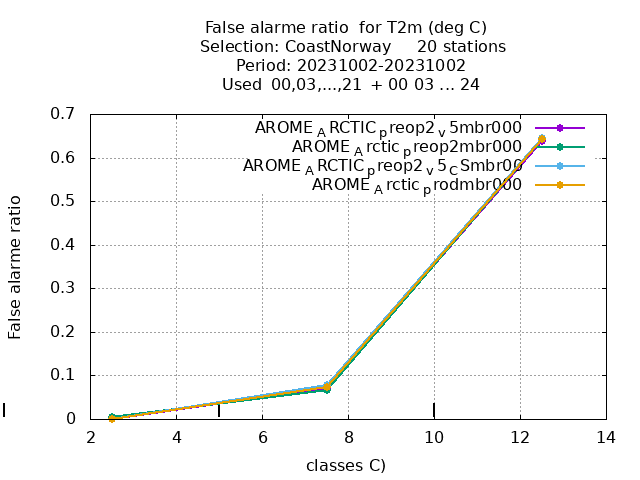 False alarme ratio  for T2m (deg C)
Selection: CoastNorway     20 stations
Period: 20231002-20231002
Used  00,03,...,21  + 00 03 ... 24
0.7
AROME_ARCTIC_preop2_v5mbr000
AROME_Arctic_preop2mbr000
0.6
AROME_ARCTIC_preop2_v5_CSmbr00
AROME_Arctic_prodmbr000
0.5
0.4
0.3
0.2
0.1
0
False alarme ratio
2 4 6 8 10 12 14
classes C)